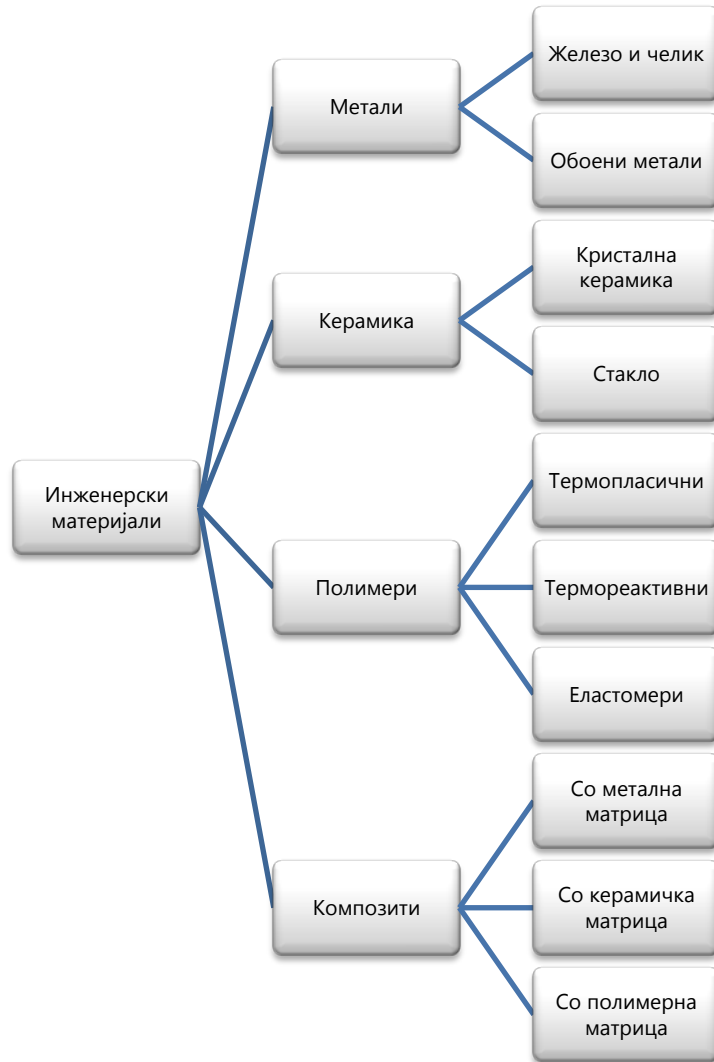 Инженерски
материјали
Метали
Железо и челик
Обоени метали
Керамика
Кристална
керамика
Стакло
Полимери
Термопласични
Термореактивни
Еластомери
Композити
Со метална
матрица
Со керамичка
матрица
Со полимерна
матрица